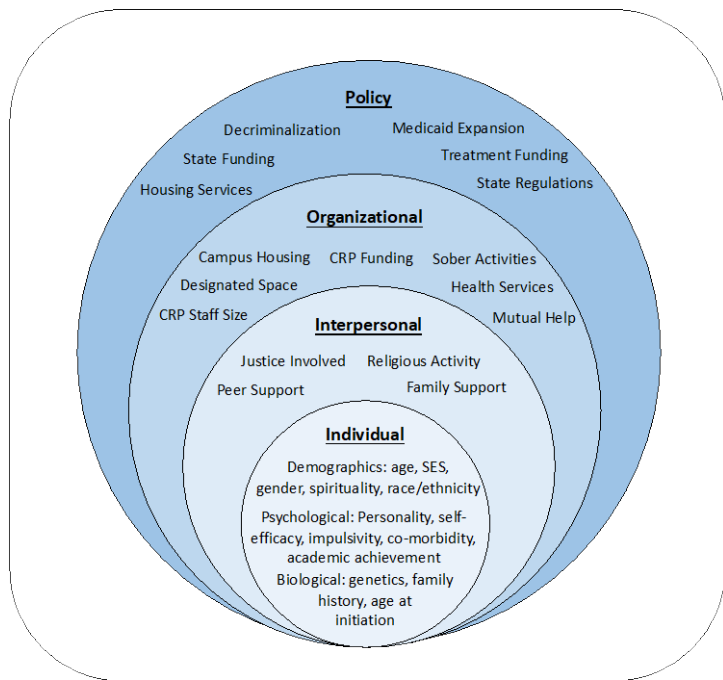 Policy
Decriminalization
Medicaid Expansion
State Funding
Treatment Funding
Housing Services
State Regulations
Organizational
Campus Housing
CRP Funding
Sober Activities
Designated Space
Health Services
CRP Staff Size
Mutual Help
Interpersonal
Justice Involved
Religious Activity
Peer Support
Family Support
Individual
Demographics: age, SES,
gender, spirituality, race/ethnicity
Psychological: Personality, self-
efficacy, impulsivity, co-morbidity,
academic achievement
Biological: genetics, family
history, age at
initiation